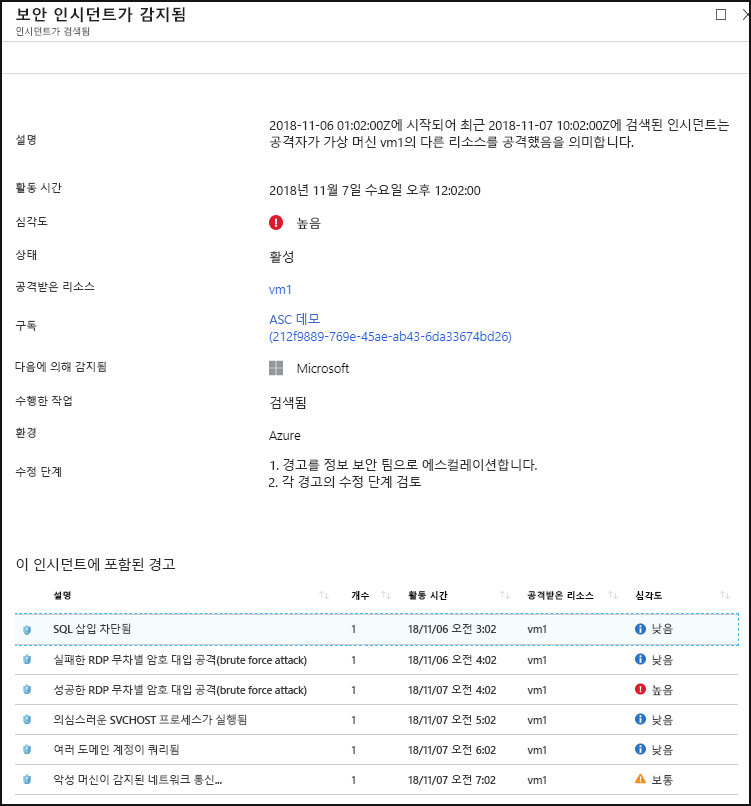 보안 인시던트가 감지됨
인시던트가 검색됨
설명
2018-11-06 01:02:00Z에 시작되어 최근 2018-11-07 10:02:00Z에 검색된 인시던트는
공격자가 가상 머신 vm1의 다른 리소스를 공격했음을 의미합니다.
활동 시간
2018년 11월 7일 수요일 오후 12:02:00
심각도
높음
상태
활성
공격받은 리소스
vm1
구독
ASC 데모
(212f9889-769e-45ae-ab43-6da33674bd26)
다음에 의해 감지됨
Microsoft
수행한 작업
검색됨
환경
Azure
수정 단계
1. 경고를 정보 보안 팀으로 에스컬레이션합니다.
2. 각 경고의 수정 단계 검토
이 인시던트에 포함된 경고
설명 개수 활동 시간 공격받은 리소스 심각도
SQL 삽입 차단됨 1 18/11/06 오전 3:02 vm1 낮음
실패한 RDP 무차별 암호 대입 공격(brute force attack) 1 18/11/06 오전 4:02 vm1 낮음
성공한 RDP 무차별 암호 대입 공격(brute force attack) 1 18/11/07 오전 4:02 vm1 높음
의심스러운 SVCHOST 프로세스가 실행됨 1 18/11/07 오전 5:02 vm1 낮음
여러 도메인 계정이 쿼리됨 1 18/11/07 오전 6:02 vm1 낮음
악성 머신이 감지된 네트워크 통신... 1 18/11/07 오전 7:02 vm1 보통